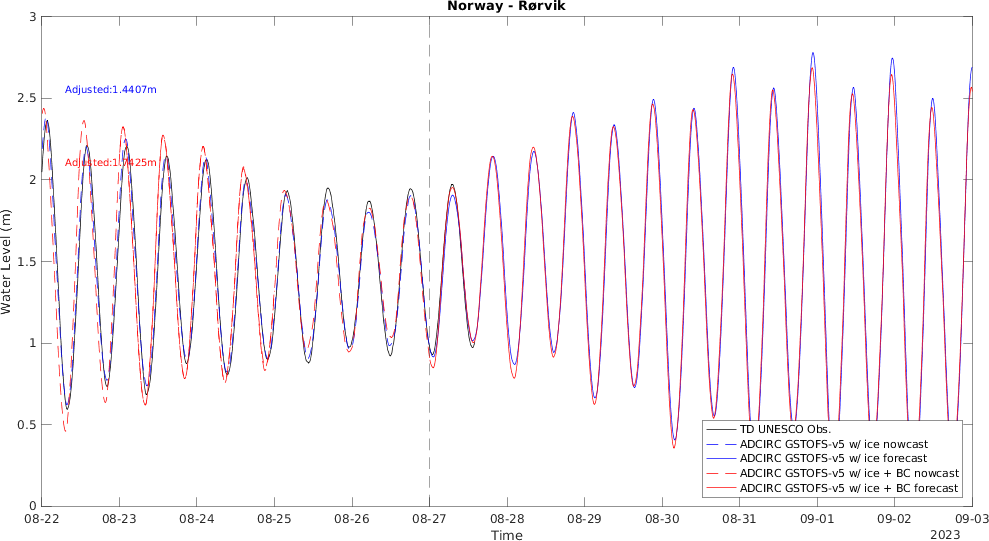 Norway - Rørvik
3
2.5
2
1.5
1
0.5
0
Water Level (m)
Adjusted:1.4407m
Adjusted:1.7425m
TD UNESCO Obs.
ADCIRC GSTOFS-v5 w/ ice nowcast
ADCIRC GSTOFS-v5 w/ ice forecast
ADCIRC GSTOFS-v5 w/ ice + BC nowcast
ADCIRC GSTOFS-v5 w/ ice + BC forecast
08-22 08-23 08-24 08-25 08-26 08-27 08-28 08-29 08-30 08-31 09-01 09-02 09-03
Time
2023